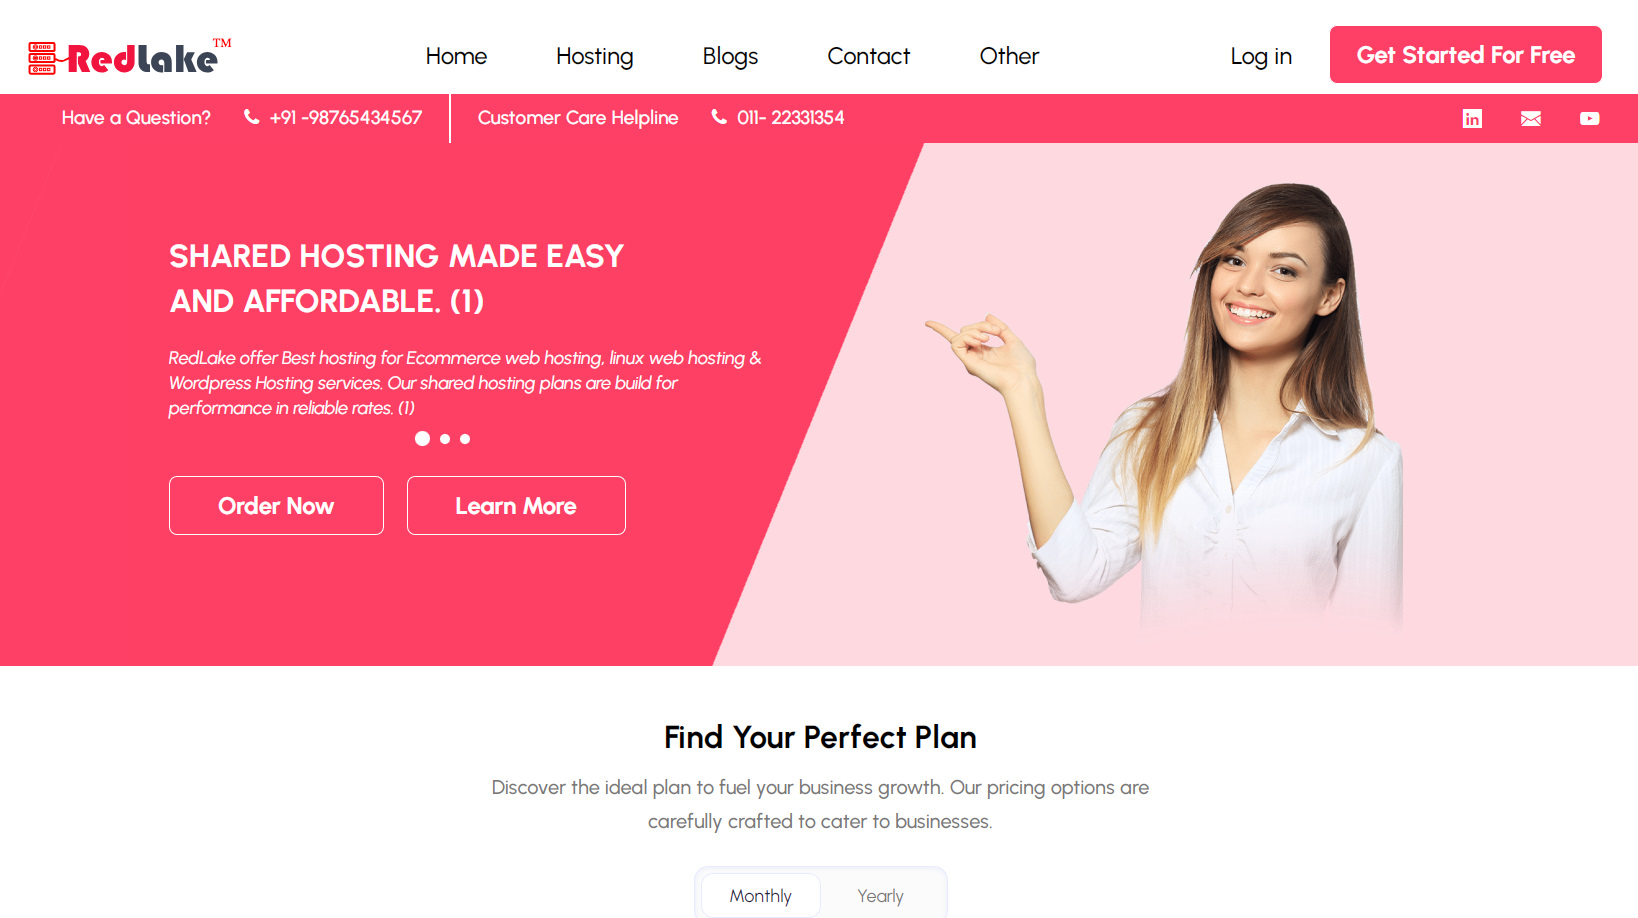 RedLake™
Home Hosting Blogs Contact Other Log in Get Started For Free
Have a Question? +91 -98765434567 Customer Care Helpline 011- 22331354
SHARED HOSTING MADE EASY
AND AFFORDABLE. (1)
RedLake offer Best hosting for Ecommerce web hosting, linux web hosting &
Wordpress Hosting services. Our shared hosting plans are build for
performance in reliable rates. (1)
Order Now Learn More
Find Your Perfect Plan
Discover the ideal plan to fuel your business growth. Our pricing options are
carefully crafted to cater to businesses.
Monthly Yearly